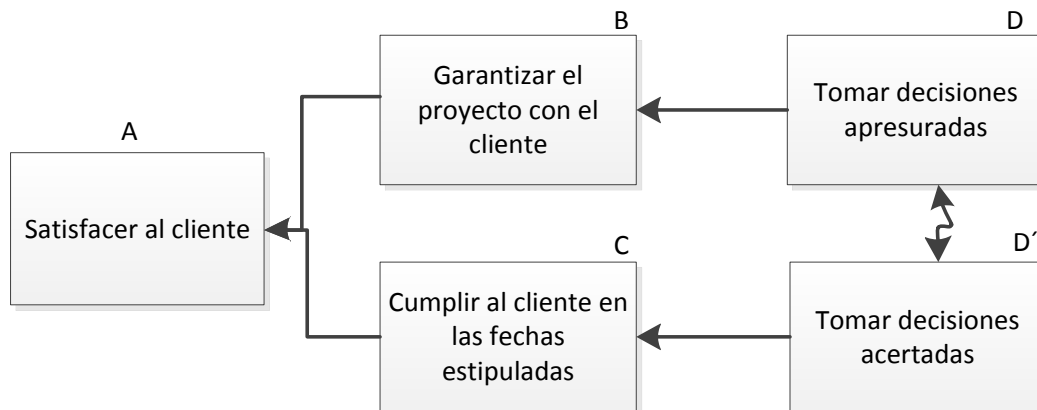 A
Satisfacer al cliente
B
Garantizar el
proyecto con el
cliente
D
Tomar decisiones
apresuradas
C
Cumplir al cliente en
las fechas
estipuladas
D´
Tomar decisiones
acertadas